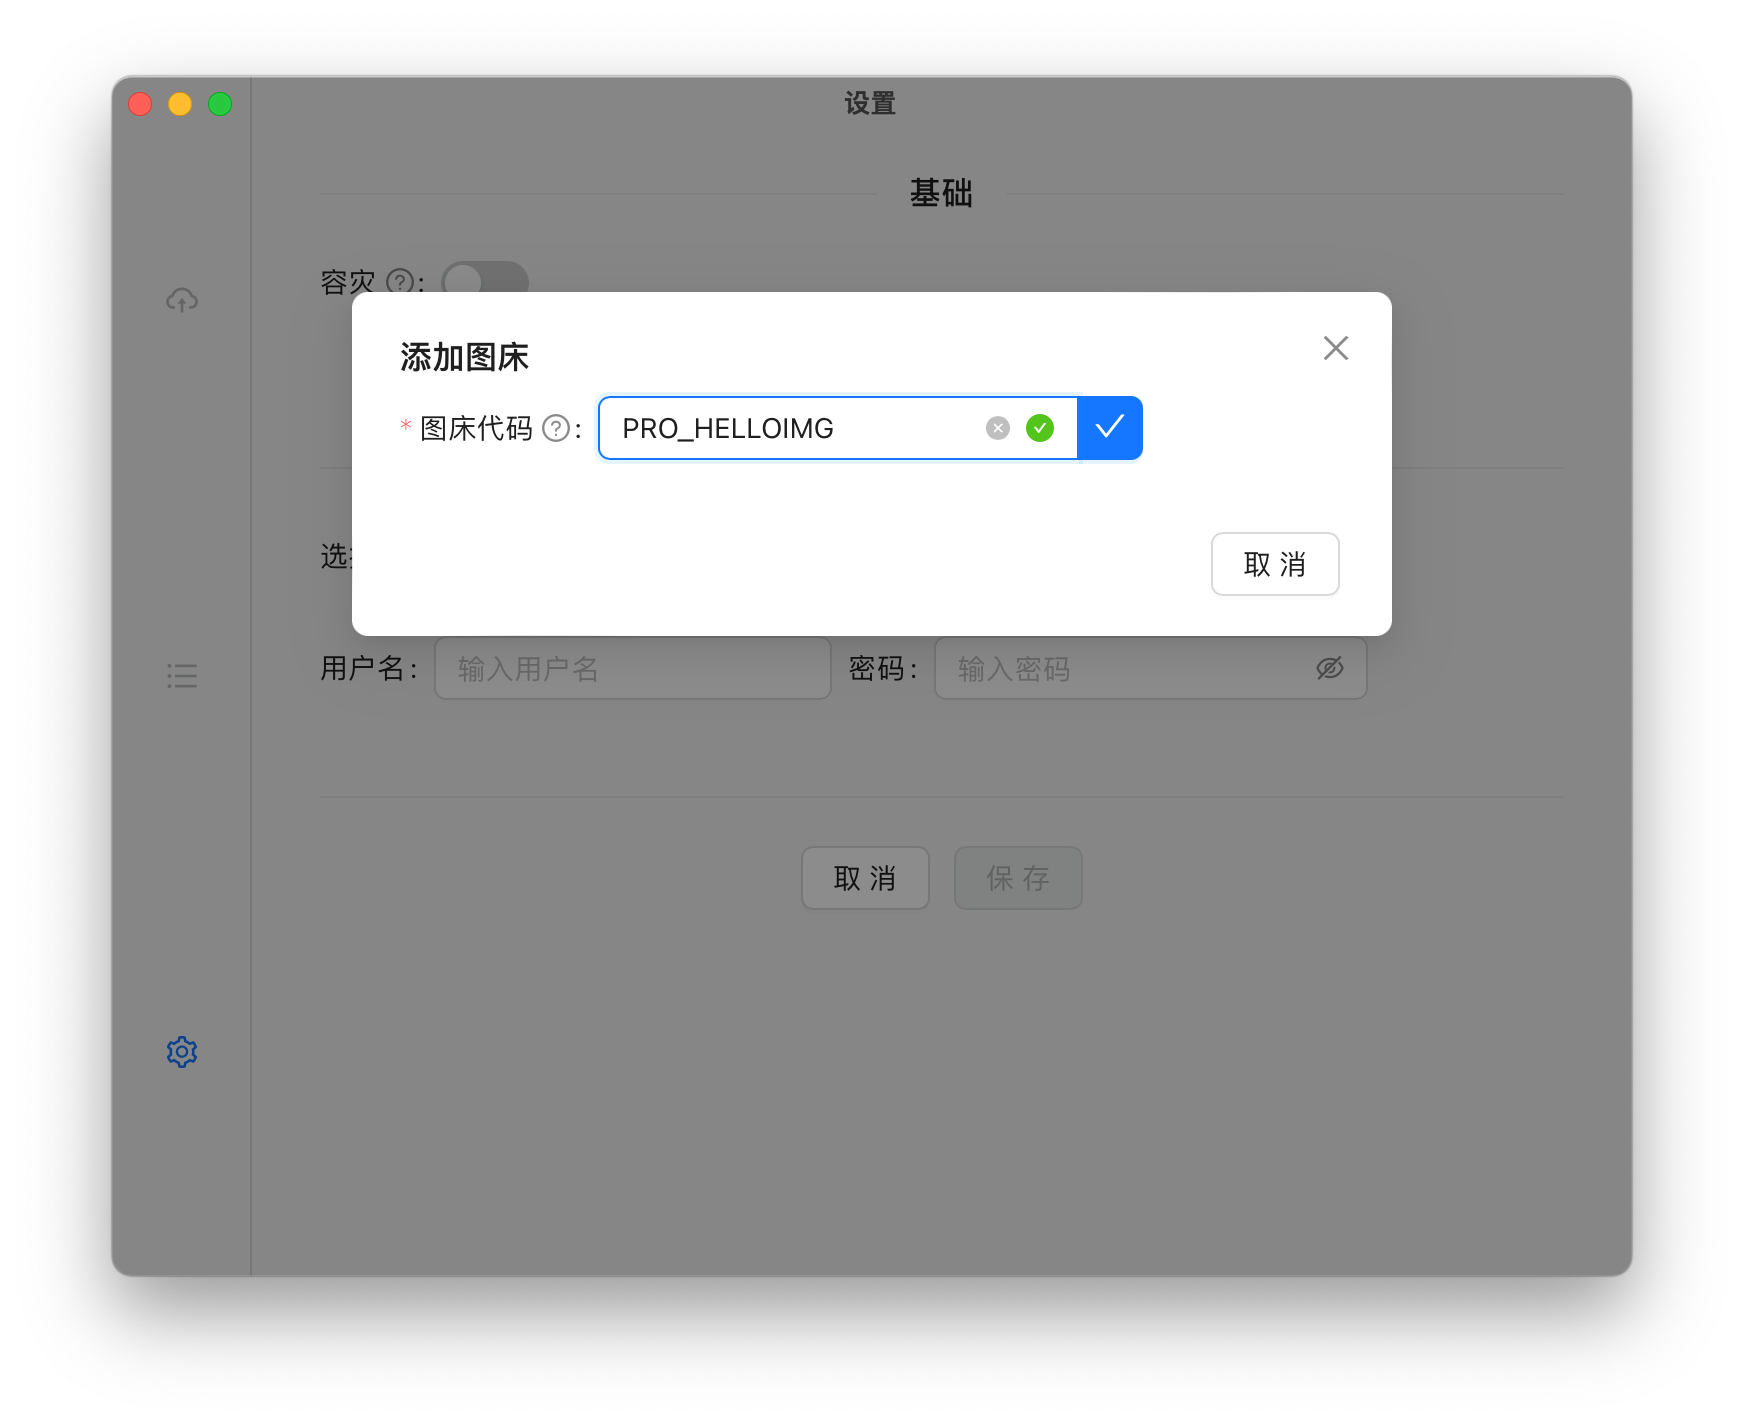 设置
基础
容灾 ? :
添加图床
* 图床代码 ? : PRO_HELLOIMG
取 消
选
用户名 : 输入用户名 密码 : 输入密码
取 消 保 存